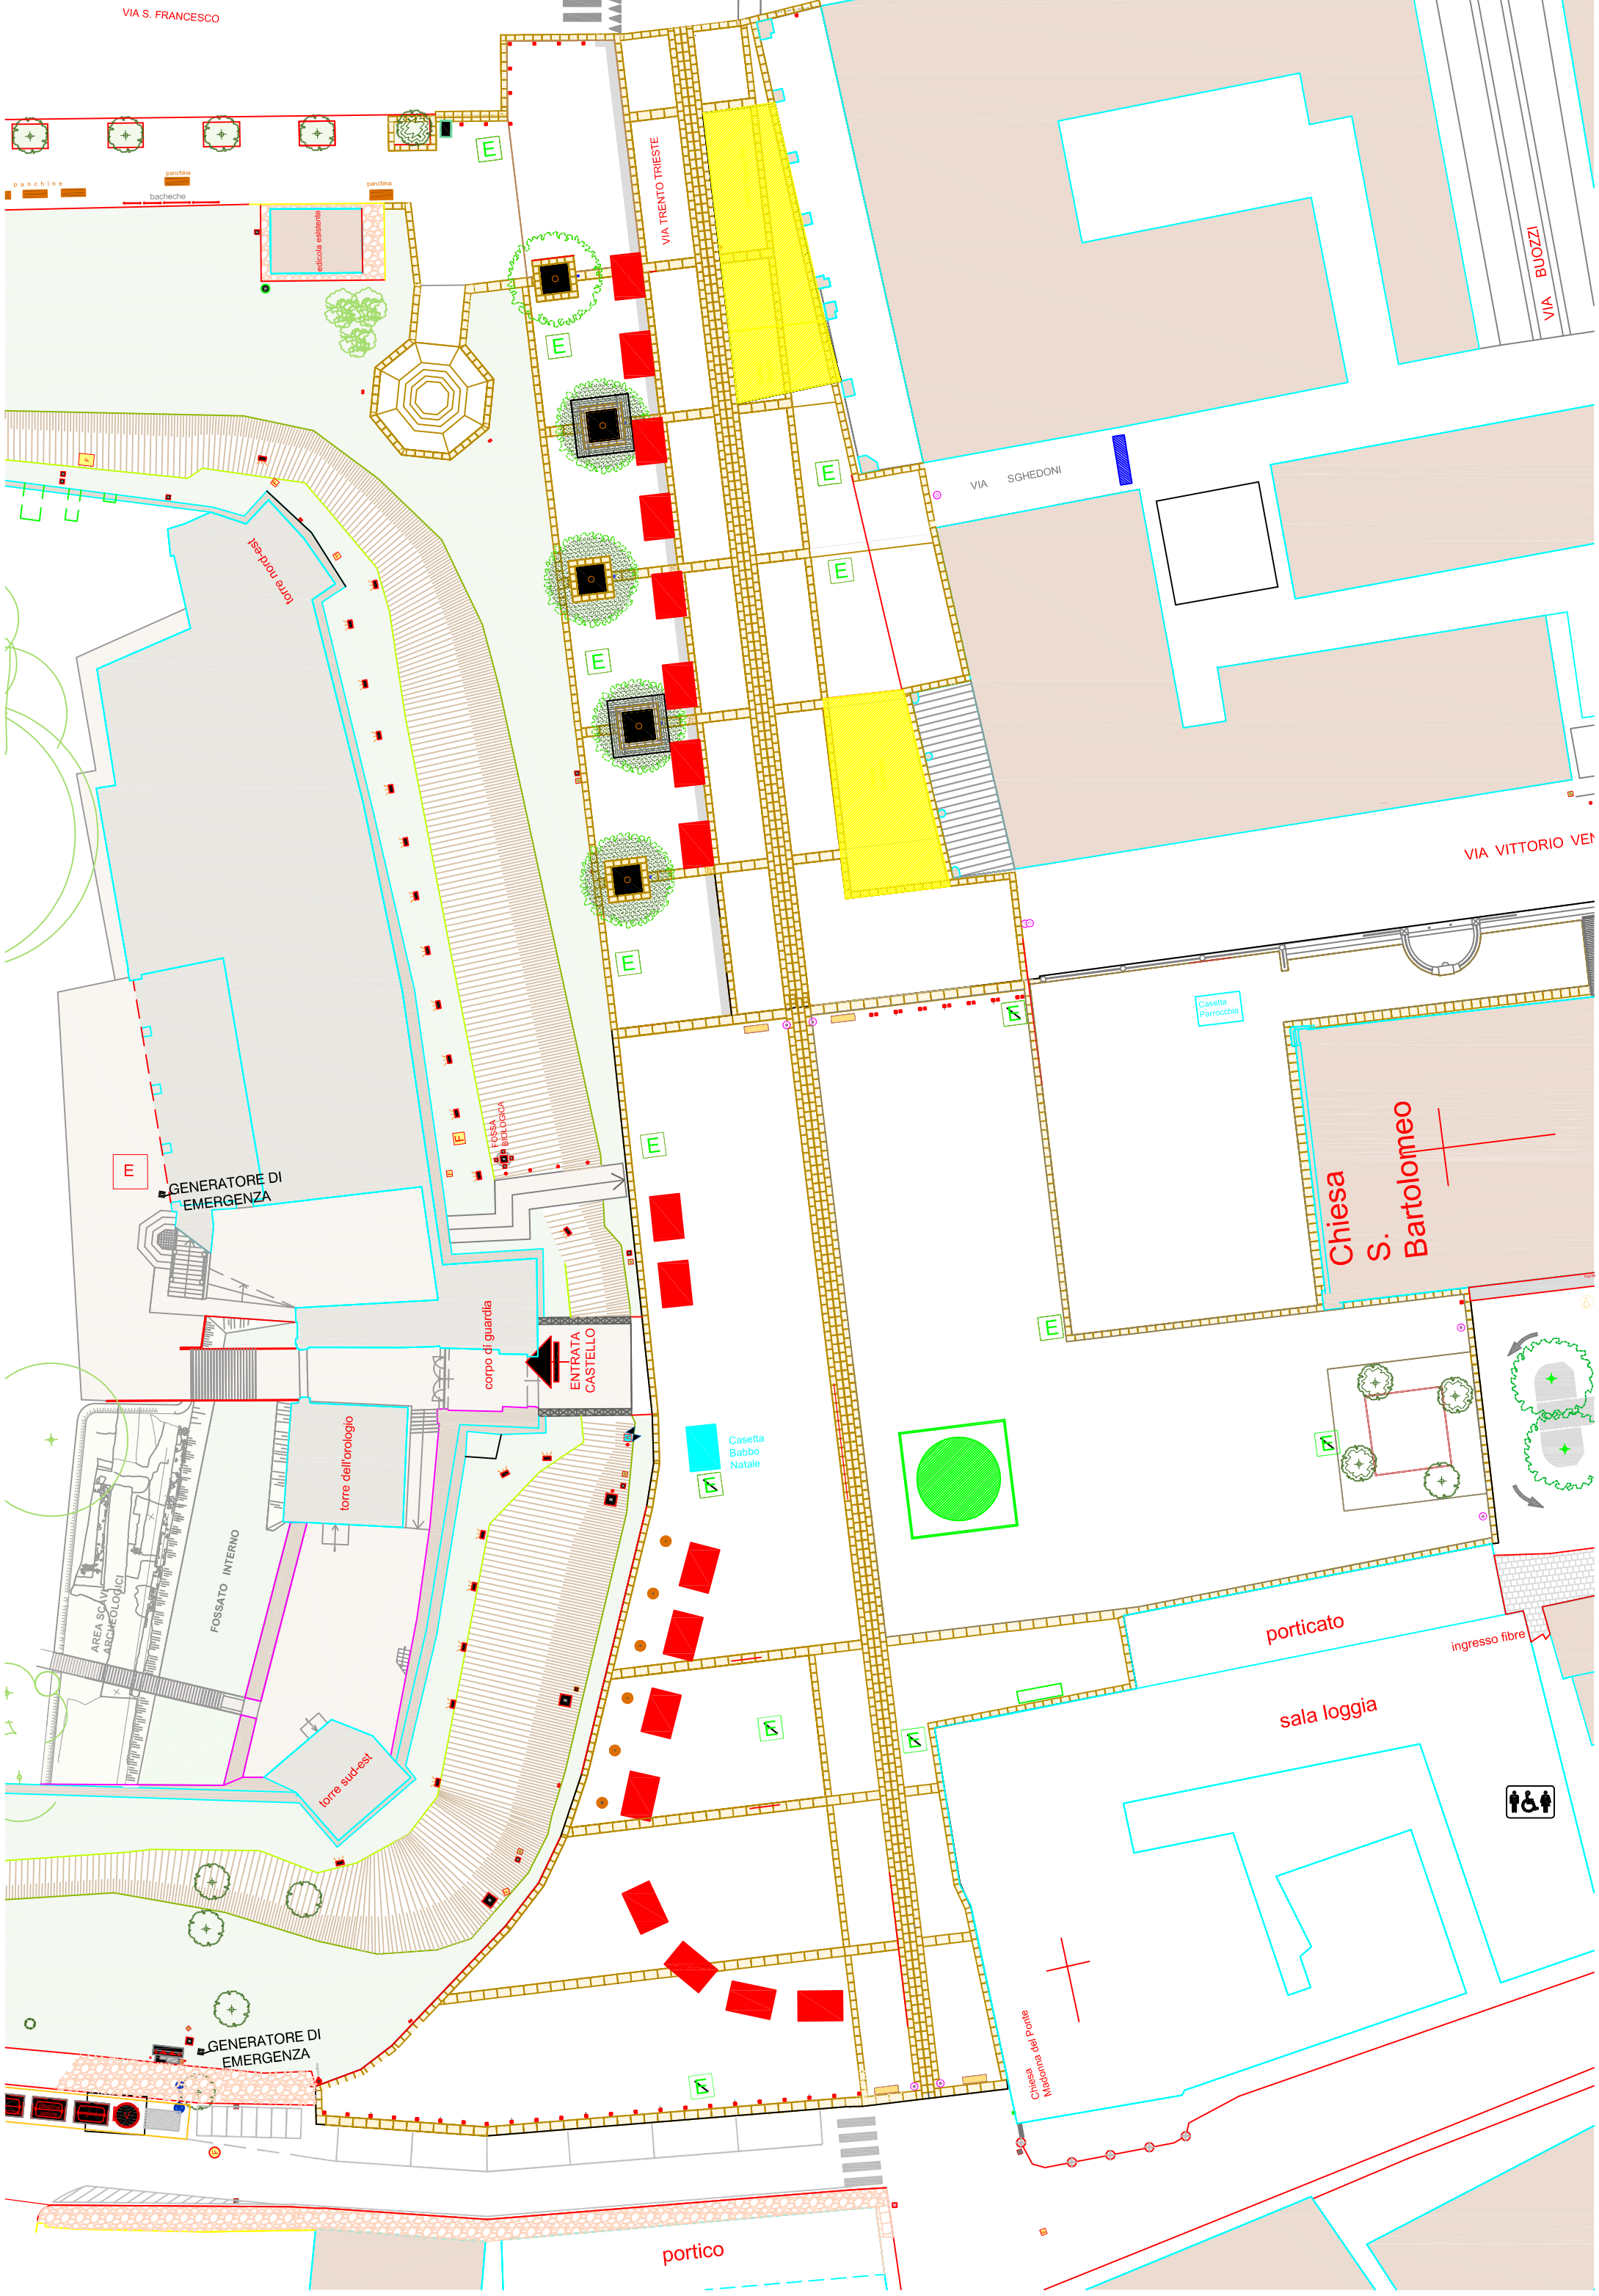 VIA S. FRANCESCO
E
VIA TRENTO TRIESTE
panchine
panchina
panchina
bacheche
edicola esistente
VIA BUOZZI
E
VIA SGHEDONI
E
torre nord-est
E
E
VIA VITTORIO VEN
E
Casetta
Parrocchia
E
E
F
FOSSA
BIOLOGICA
E
GENERATORE DI
EMERGENZA
Chiesa
S.
Bartolomeo
E
corpo di guardia
ENTRATA
CASTELLO
torre dell'orologio
Casetta
Babbo
Natale
E
E
AREA SCAVI
ARCHEOLOGICI
FOSSATO INTERNO
porticato
ingresso fibre
sala loggia
E
E
torre sud-est
Chiesa
Madonna del Ponte
GENERATORE DI
EMERGENZA
E
F
portico